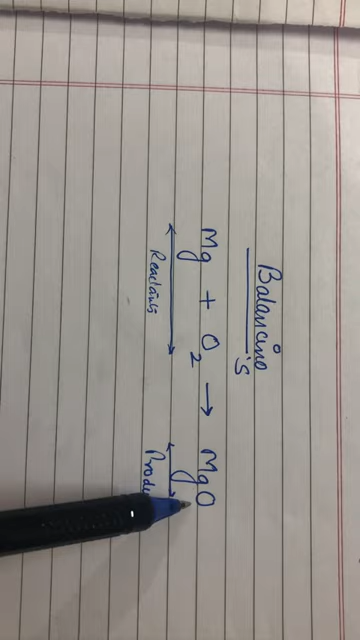 Balancing
Mg + O₂ → MgO
Reactants